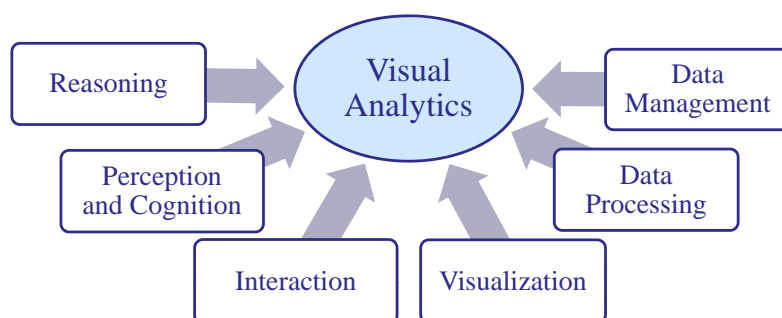 Visual
Analytics
Reasoning
Data
Management
Perception
and Cognition
Data
Processing
Interaction
Visualization